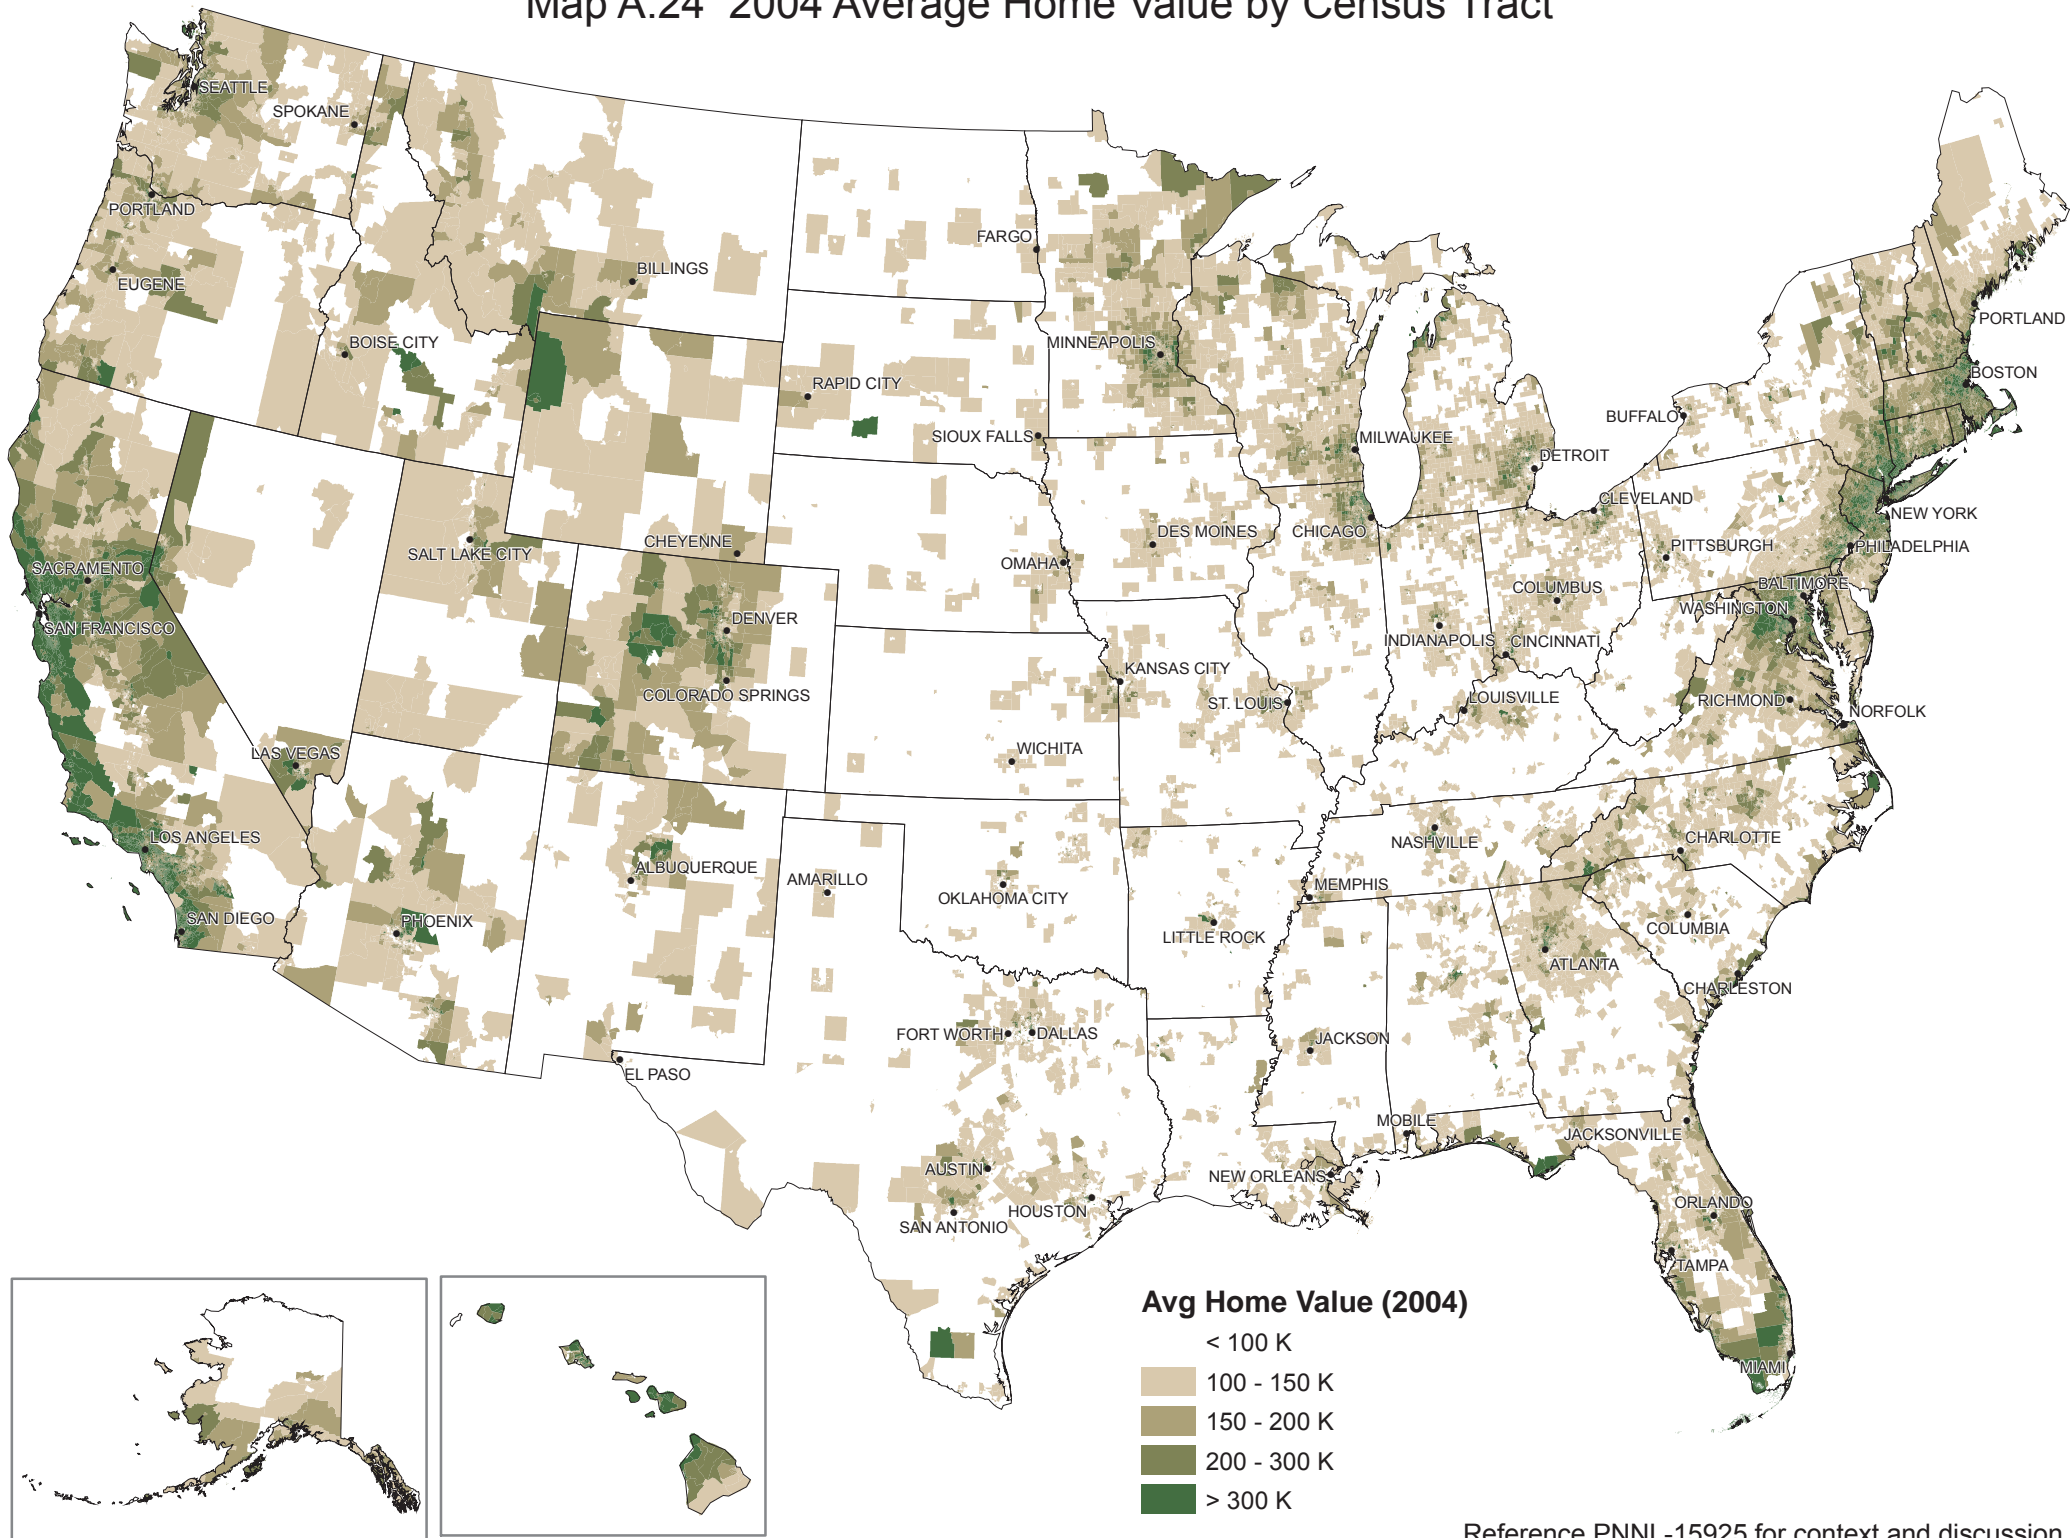 Map A.24 2004 Average Home Value by Census Tract
SEATTLE
SPOKANE
PORTLAND
EUGENE
BOISE CITY
BILLINGS
FARGO
RAPID CITY
SIOUX FALLS
MINNEAPOLIS
MILWAUKEE
DETROIT
BUFFALO
PORTLAND
BOSTON
CLEVELAND
NEW YORK
CHICAGO
DES MOINES
OMAHA
CHEYENNE
SALT LAKE CITY
SACRAMENTO
SAN FRANCISCO
DENVER
COLORADO SPRINGS
PITTSBURGH
PHILADELPHIA
BALTIMORE
WASHINGTON
COLUMBUS
INDIANAPOLIS
CINCINNATI
KANSAS CITY
ST. LOUIS
LOUISVILLE
RICHMOND
NORFOLK
LAS VEGAS
WICHITA
LOS ANGELES
SAN DIEGO
PHOENIX
ALBUQUERQUE
AMARILLO
OKLAHOMA CITY
LITTLE ROCK
NASHVILLE
MEMPHIS
CHARLOTTE
COLUMBIA
ATLANTA
CHARLESTON
FORT WORTH
DALLAS
JACKSON
EL PASO
MOBILE
JACKSONVILLE
AUSTIN
NEW ORLEANS
SAN ANTONIO
HOUSTON
ORLANDO
TAMPA
MIAMI
Avg Home Value (2004)
< 100 K
100 - 150 K
150 - 200 K
200 - 300 K
> 300 K
Reference PNNL-15925 for context and discussion